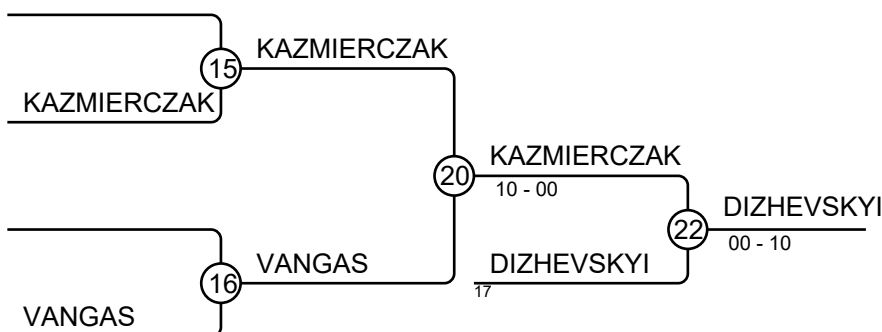 KAZMIERCZAK
15
KAZMIERCZAK
KAZMIERCZAK
20
10 - 00
DIZHEVSKYI
22
00 - 10
VANGAS
DIZHEVSKYI
16
17
VANGAS